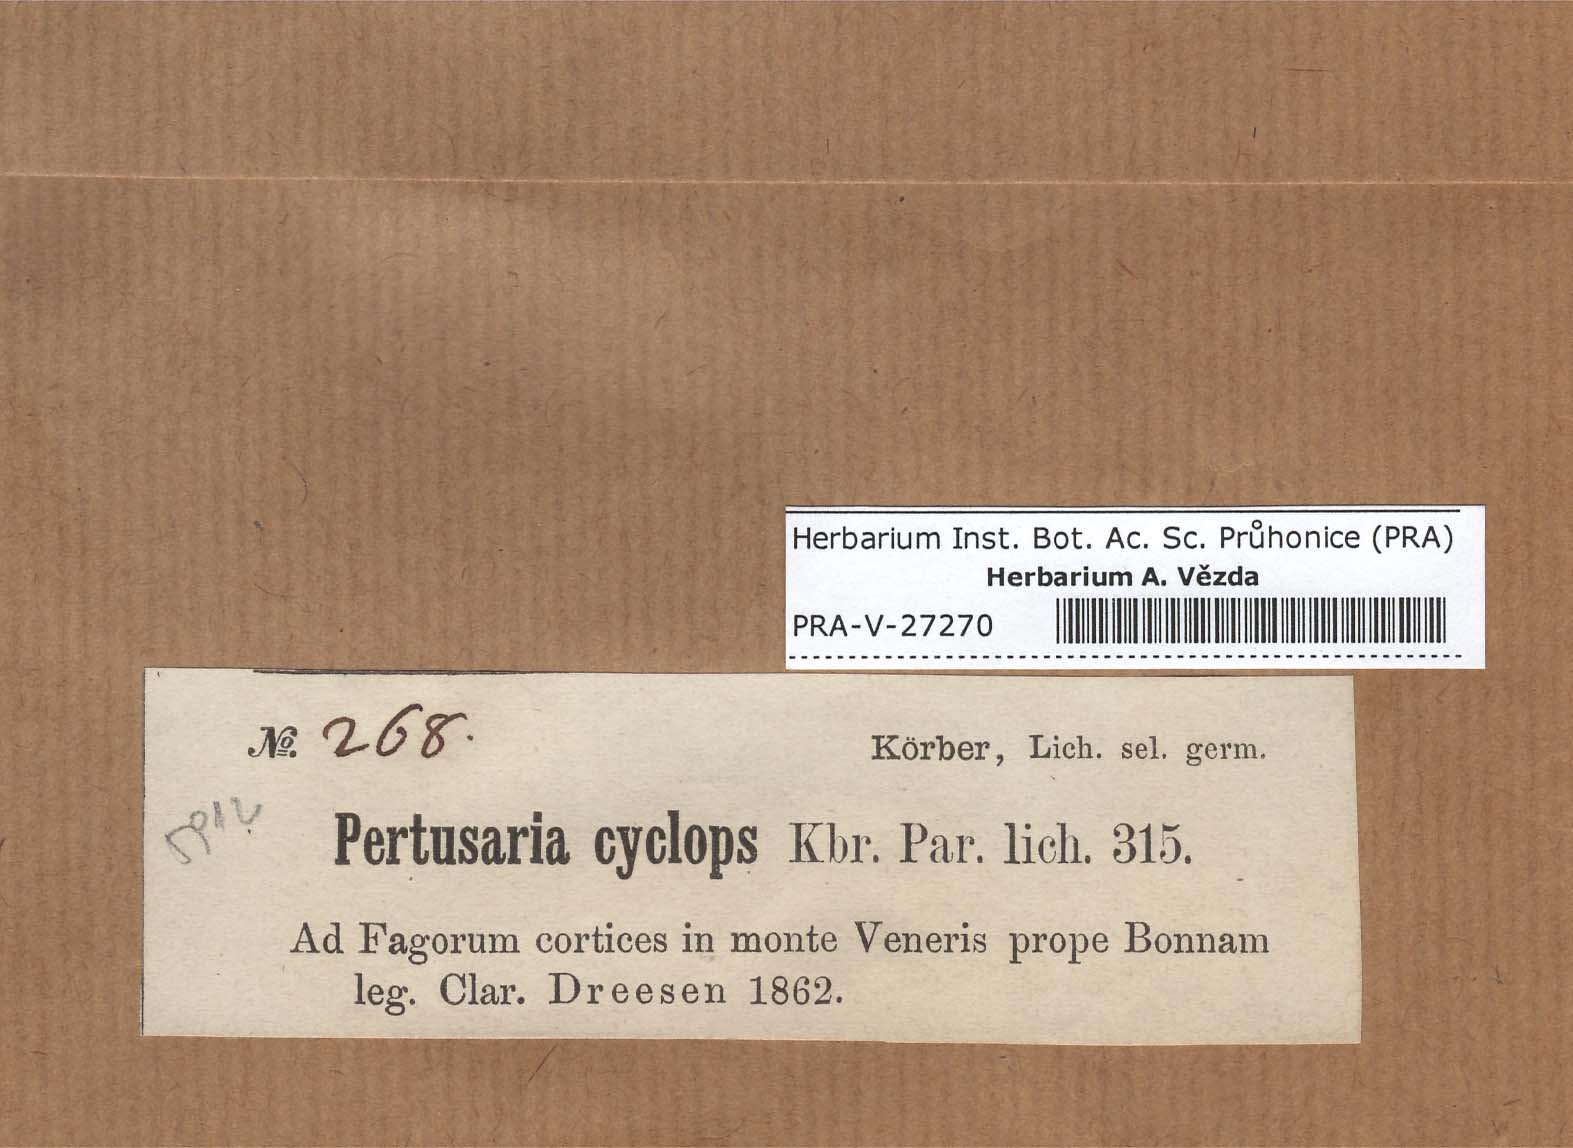 Herbarium Inst. Bot. Ac. Sc. Průhonice (PRA)
Herbarium A. Vězda
PRA-V-27270
№. 268.
Körber, Lich. sel. germ.
Pertusaria cyclops Kbr. Par. lich. 315.
Ad Fagorum cortices in monte Veneris prope Bonnam
leg. Clar. Dreesen 1862.